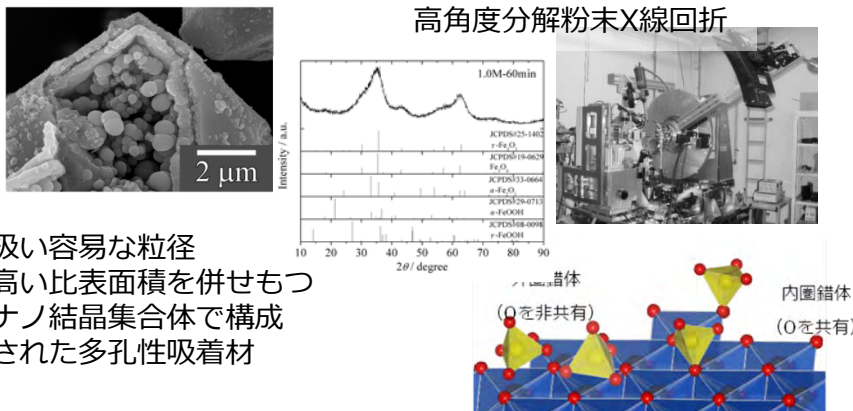 高角度分解粉末X線回折
2 μm
1.0M-60min
JCPDS#25-1402
γ-Fe₂O₃
JCPDS#19-0629
Fe₃O₄
JCPDS#33-0664
α-Fe₂O₃
JCPDS#29-0713
α-FeOOH
JCPDS#08-0098
γ-FeOOH
Intensity / a.u.
10 20 30 40 50 60 70 80 90
2θ / degree
扱い容易な粒径
高い比表面積を併せもつ
ナノ結晶集合体で構成
された多孔性吸着材
外圏錯体
(Oを非共有)
内圏錯体
(Oを共有)